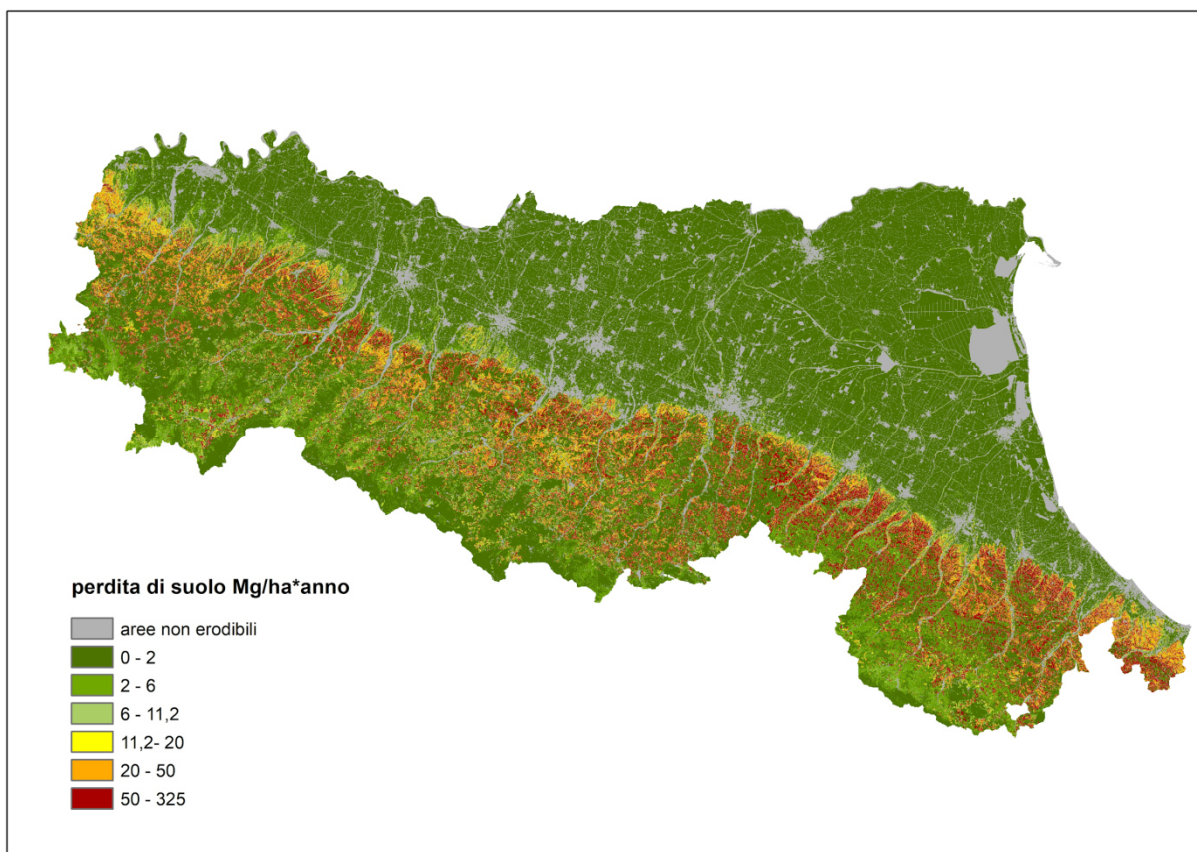 perdita di suolo Mg/ha*anno
aree non erodibili
0 - 2
2 - 6
6 - 11,2
11,2- 20
20 - 50
50 - 325